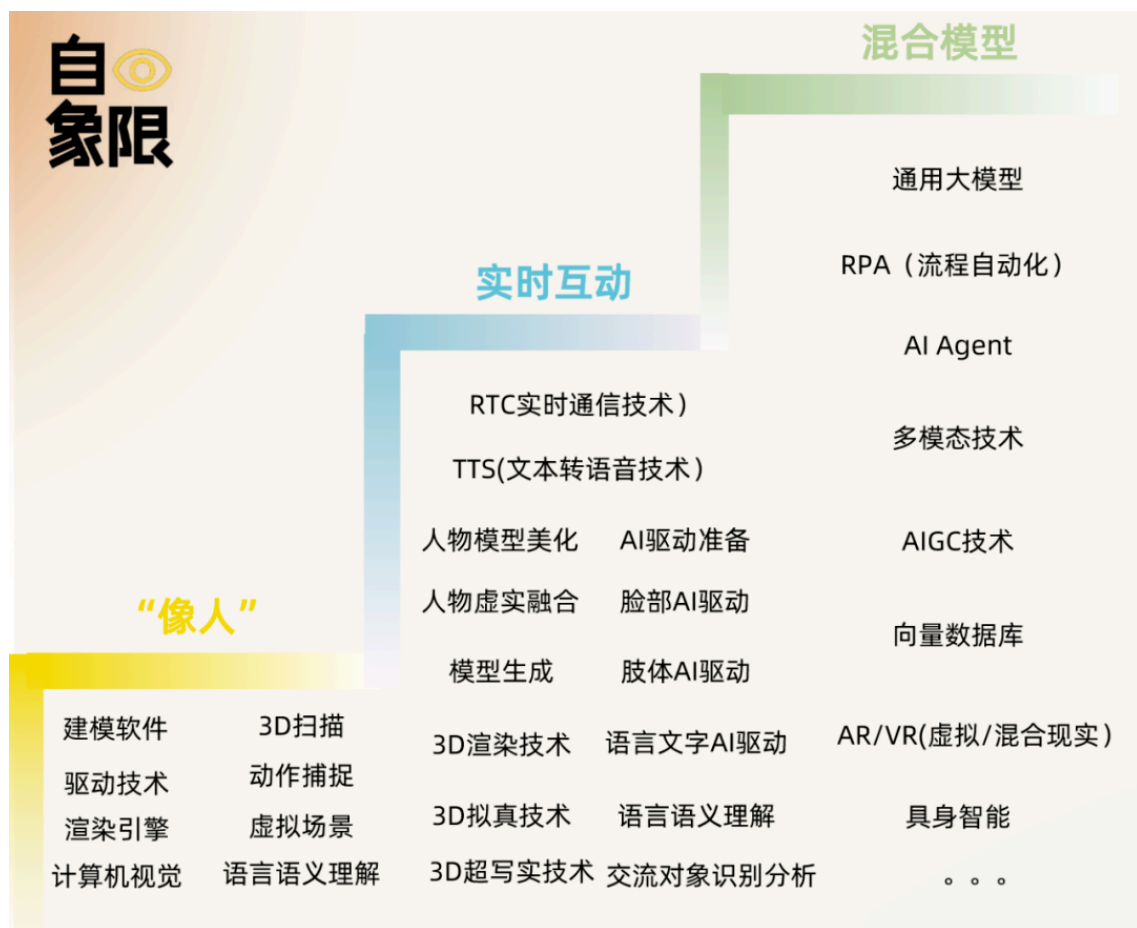 自
象限
混合模型
通用大模型
RPA（流程自动化）
AI Agent
多模态技术
AIGC技术
向量数据库
AR/VR(虚拟/混合现实）
具身智能
。。。
实时互动
RTC实时通信技术）
TTS(文本转语音技术）
人物模型美化 AI驱动准备
人物虚实融合 脸部AI驱动
模型生成 肢体AI驱动
3D渲染技术 语言文字AI驱动
3D拟真技术 语言语义理解
3D超写实技术 交流对象识别分析
“像人”
建模软件 3D扫描
驱动技术 动作捕捉
渲染引擎 虚拟场景
计算机视觉 语言语义理解